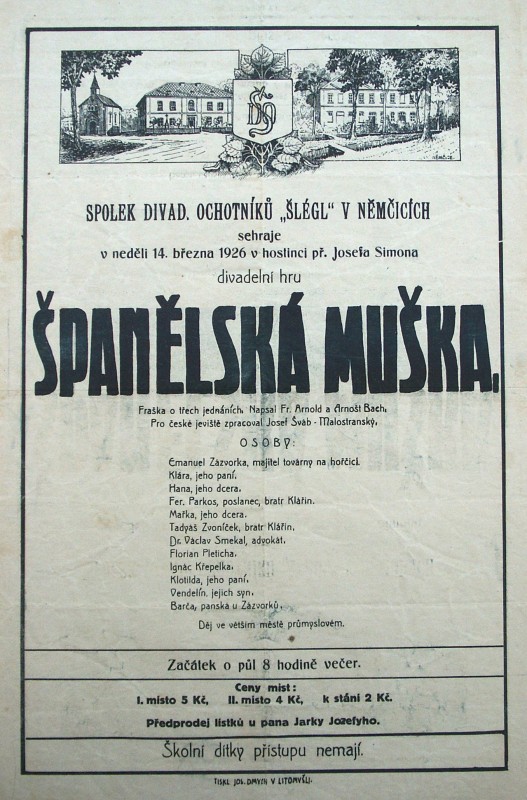 NĚMČICE.
SPOLEK DIVAD. OCHOTNÍKŮ „ŠLÉGL" V NĚMČICÍCH
sehraje
v neděli 14. března 1926 v hostinci př. Josefa Simona
divadelní hru
ŠPANĚLSKÁ MUŠKA.
Fraška o třech jednáních. Napsal Fr. Arnold a Arnošt Bach.
Pro české jeviště zpracoval Josef Šváb - Malostranský.
OSOBY:
Emanuel Zázvorka, majitel továrny na hořčici.
Klára, jeho paní.
Hana, jeho dcera.
Fer. Parkos, poslanec, bratr Klářin.
Mařka, jeho dcera.
Tadyáš Zvoníček, bratr Klářin.
Dr. Václav Smekal, advokát.
Florian Pleticha.
Ignác Křepelka.
Klotilda, jeho paní.
Vendelín, jejich syn.
Barča, panská u Zázvorků.
Děj ve větším městě průmyslovém.
Začátek o půl 8 hodině večer.
Ceny míst:
I. místo 5 Kč, II. místo 4 Kč, k stání 2 Kč.
Předprodej lístků u pana Jarky Jozefyho.
Školní dítky přístupu nemají.
TISKL JOS. DMYCH V LITOMYŠLI.